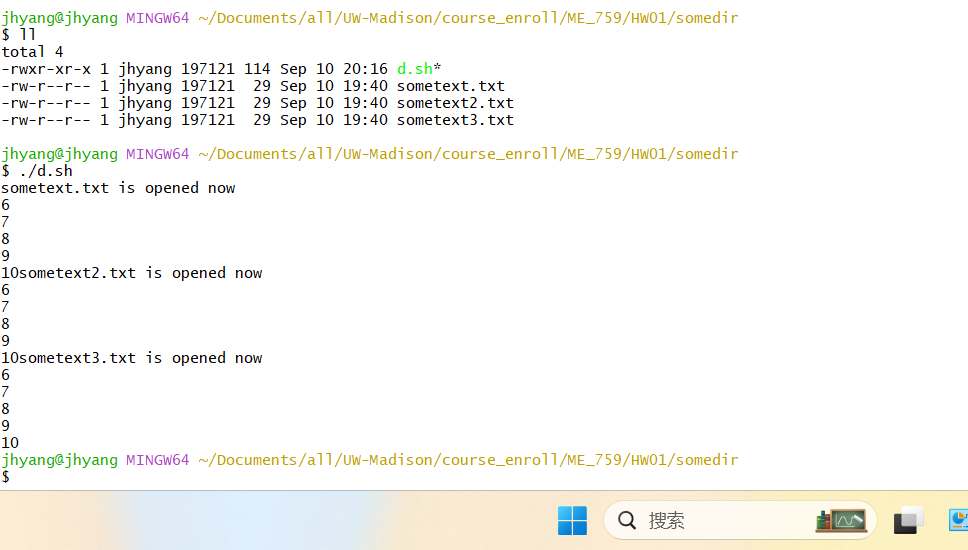 jhyang@jhyang MINGW64 ~/Documents/all/UW-Madison/course_enroll/ME_759/HW01/somedir
$ ll
total 4
-rwxr-xr-x 1 jhyang 197121 114 Sep 10 20:16 d.sh*
-rw-r--r-- 1 jhyang 197121  29 Sep 10 19:40 sometext.txt
-rw-r--r-- 1 jhyang 197121  29 Sep 10 19:40 sometext2.txt
-rw-r--r-- 1 jhyang 197121  29 Sep 10 19:40 sometext3.txt
jhyang@jhyang MINGW64 ~/Documents/all/UW-Madison/course_enroll/ME_759/HW01/somedir
$ ./d.sh
sometext.txt is opened now
6
7
8
9
10sometext2.txt is opened now
6
7
8
9
10sometext3.txt is opened now
6
7
8
9
10
jhyang@jhyang MINGW64 ~/Documents/all/UW-Madison/course_enroll/ME_759/HW01/somedir
$
搜索